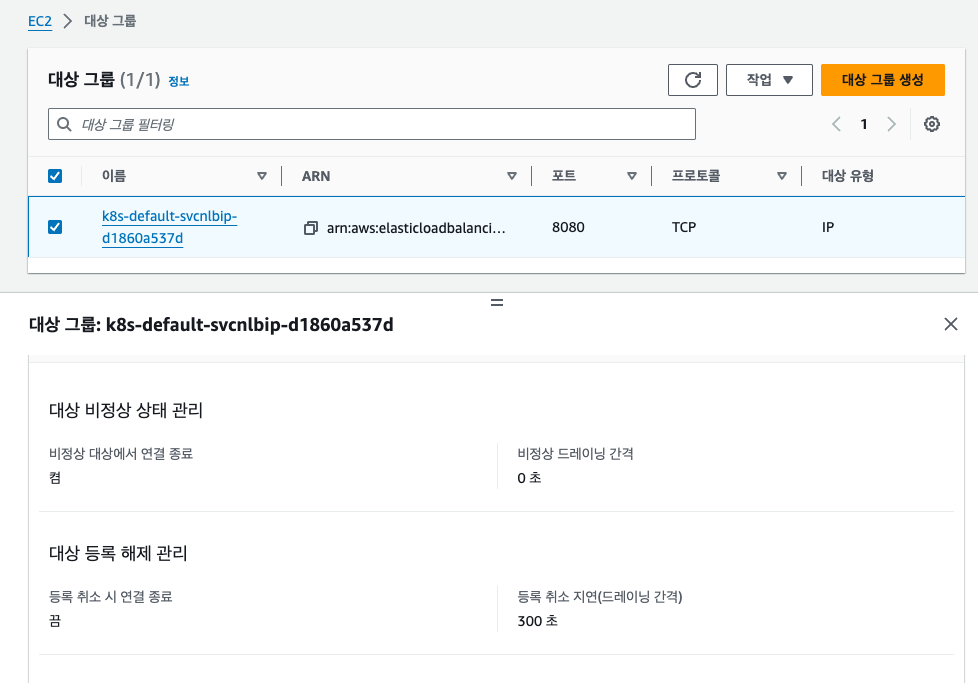 EC2 > 대상 그룹
대상 그룹 (1/1) 정보
작업
대상 그룹 생성
대상 그룹 필터링
1
이름 ARN 포트 프로토콜 대상 유형
k8s-default-svcnlbip-
d1860a537d
arn:aws:elasticloadbalanci... 8080 TCP IP
대상 그룹: k8s-default-svcnlbip-d1860a537d
대상 비정상 상태 관리
비정상 대상에서 연결 종료 비정상 드레이닝 간격
켬 0 초
대상 등록 해제 관리
등록 취소 시 연결 종료 등록 취소 지연(드레이닝 간격)
끔 300 초